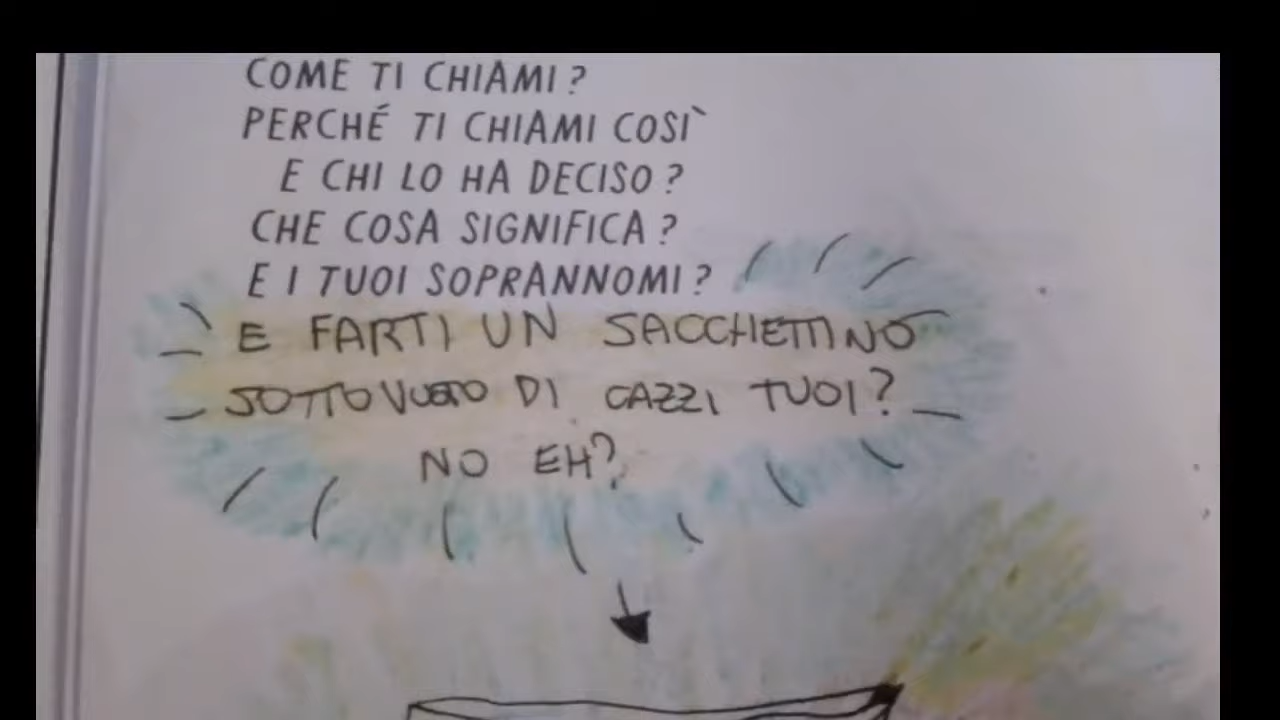 COME TI CHIAMI?
PERCHÉ TI CHIAMI COSÌ
E CHI LO HA DECISO?
CHE COSA SIGNIFICA?
E I TUOI SOPRANNOMI?
E FARTI UN SACCHETTINO
SOTTOVUOTO DI CAZZI TUOI?
NO EH?